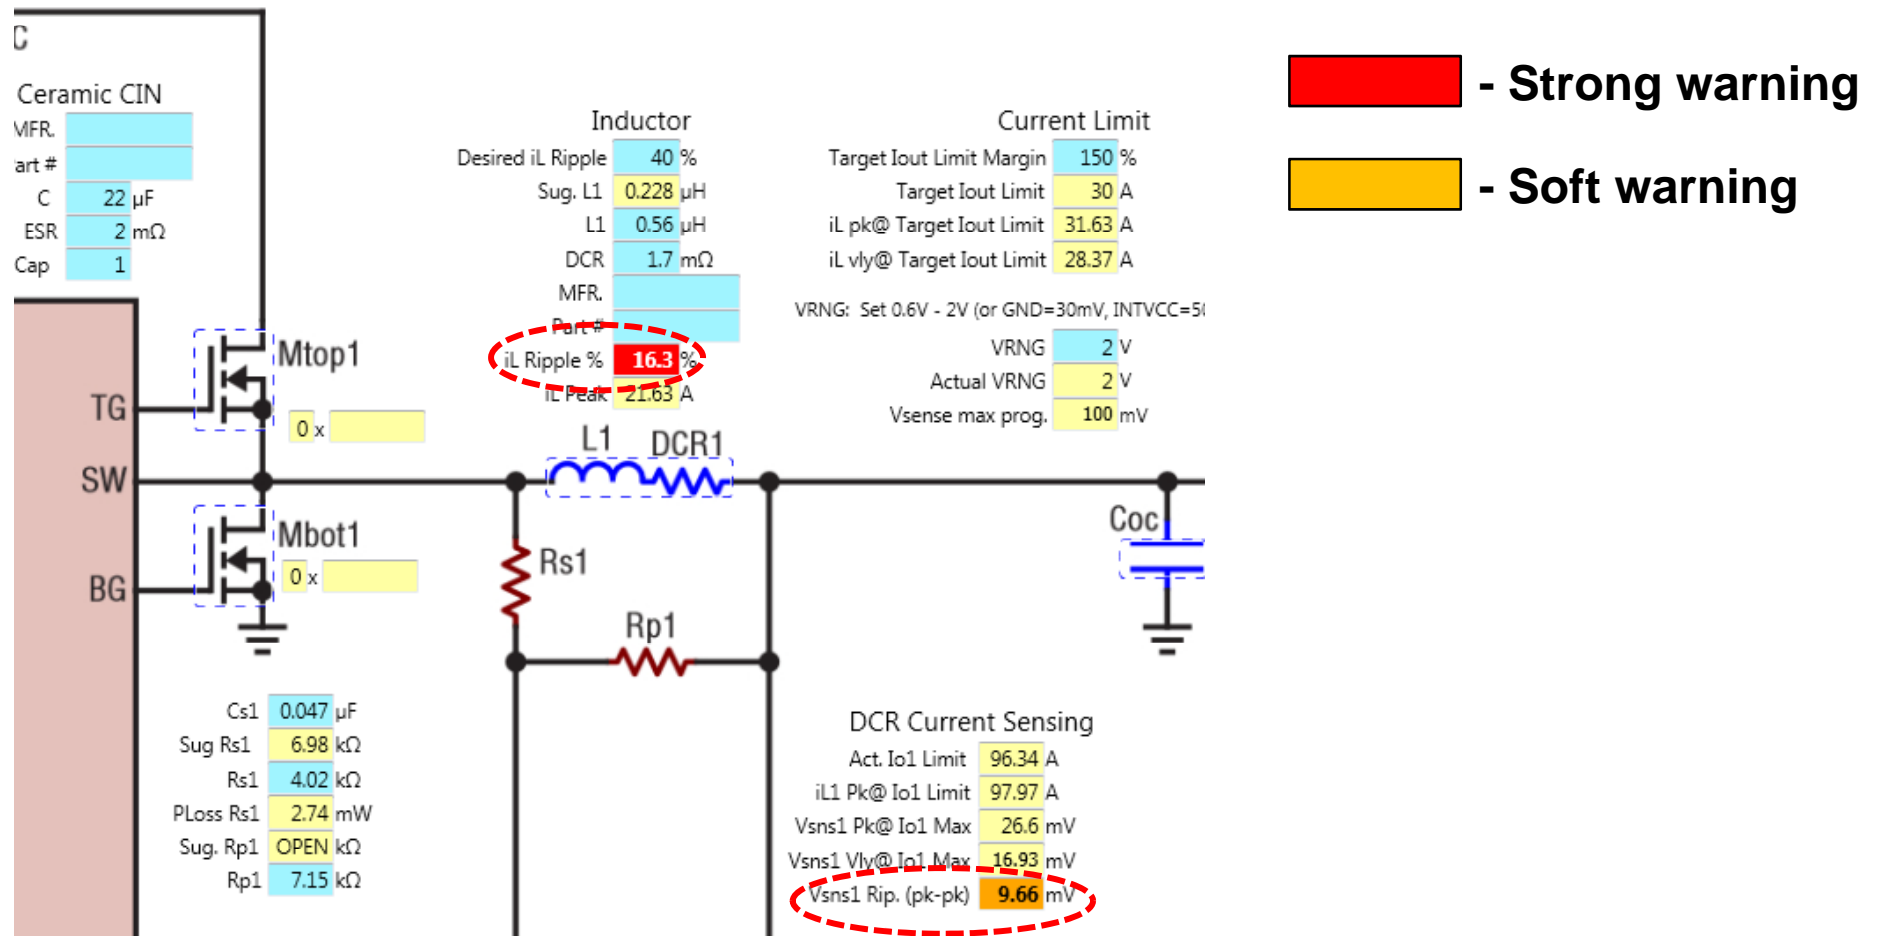 C
Ceramic CIN
MFR.
art #
C 22 µF
ESR 2 mΩ
Cap 1
Inductor
Desired iL Ripple 40 %
Sug. L1 0.228 µH
L1 0.56 µH
DCR 1.7 mΩ
MFR.
Part #
iL Ripple % 16.3 %
iL Peak 21.63 A
Current Limit
Target Iout Limit Margin 150 %
Target Iout Limit 30 A
iL pk@ Target Iout Limit 31.63 A
iL vly@ Target Iout Limit 28.37 A
VRNG: Set 0.6V - 2V (or GND=30mV, INTVCC=50
VRNG 2 V
Actual VRNG 2 V
Vsense max prog. 100 mV
- Strong warning
- Soft warning
Mtop1
TG
0 x
L1 DCR1
SW
Mbot1
0 x
BG
Rs1
Rp1
Coc
Cs1 0.047 µF
Sug Rs1 6.98 kΩ
Rs1 4.02 kΩ
PLoss Rs1 2.74 mW
Sug. Rp1 OPEN kΩ
Rp1 7.15 kΩ
DCR Current Sensing
Act. Io1 Limit 96.34 A
iL1 Pk@ Io1 Limit 97.97 A
Vsns1 Pk@ Io1 Max 26.6 mV
Vsns1 Vly@ Io1 Max 16.93 mV
Vsns1 Rip. (pk-pk) 9.66 mV